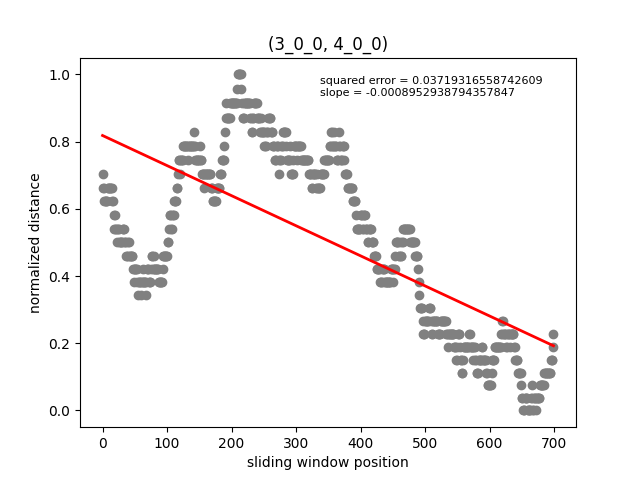 (3_0_0, 4_0_0)
squared error = 0.03719316558742609
slope = -0.0008952938794357847
normalized distance
1.0
0.8
0.6
0.4
0.2
0.0
0 100 200 300 400 500 600 700
sliding window position